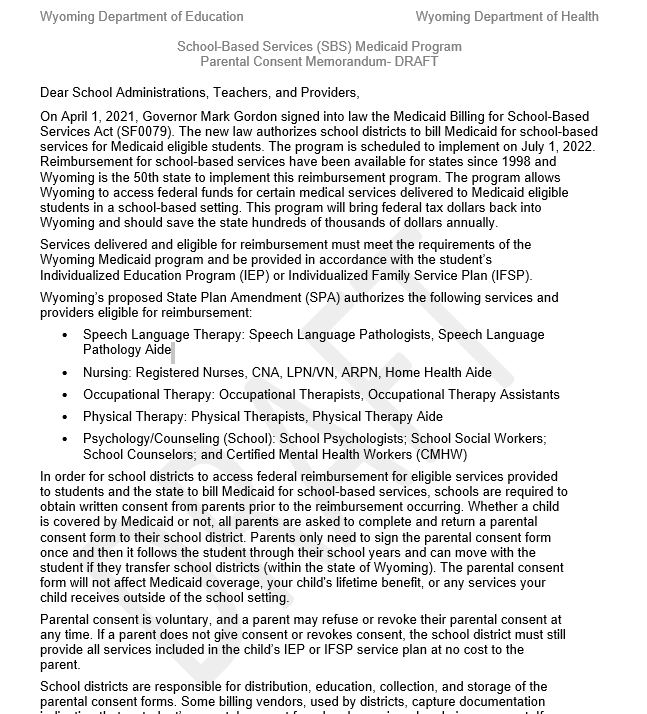 Wyoming Department of Education Wyoming Department of Health
School-Based Services (SBS) Medicaid Program
Parental Consent Memorandum- DRAFT
Dear School Administrations, Teachers, and Providers,
On April 1, 2021, Governor Mark Gordon signed into law the Medicaid Billing for School-Based
Services Act (SF0079). The new law authorizes school districts to bill Medicaid for school-based
services for Medicaid eligible students. The program is scheduled to implement on July 1, 2022.
Reimbursement for school-based services have been available for states since 1998 and
Wyoming is the 50th state to implement this reimbursement program. The program allows
Wyoming to access federal funds for certain medical services delivered to Medicaid eligible
students in a school-based setting. This program will bring federal tax dollars back into
Wyoming and should save the state hundreds of thousands of dollars annually.
Services delivered and eligible for reimbursement must meet the requirements of the
Wyoming Medicaid program and be provided in accordance with the student's
Individualized Education Program (IEP) or Individualized Family Service Plan (IFSP).
Wyoming's proposed State Plan Amendment (SPA) authorizes the following services and
providers eligible for reimbursement:
• Speech Language Therapy: Speech Language Pathologists, Speech Language
Pathology Aide
• Nursing: Registered Nurses, CNA, LPN/VN, ARPN, Home Health Aide
• Occupational Therapy: Occupational Therapists, Occupational Therapy Assistants
• Physical Therapy: Physical Therapists, Physical Therapy Aide
• Psychology/Counseling (School): School Psychologists; School Social Workers;
School Counselors; and Certified Mental Health Workers (CMHW)
In order for school districts to access federal reimbursement for eligible services provided
to students and the state to bill Medicaid for school-based services, schools are required to
obtain written consent from parents prior to the reimbursement occurring. Whether a child
is covered by Medicaid or not, all parents are asked to complete and return a parental
consent form to their school district. Parents only need to sign the parental consent form
once and then it follows the student through their school years and can move with the
student if they transfer school districts (within the state of Wyoming). The parental consent
form will not affect Medicaid coverage, your child's lifetime benefit, or any services your
child receives outside of the school setting.
Parental consent is voluntary, and a parent may refuse or revoke their parental consent at
any time. If a parent does not give consent or revokes consent, the school district must still
provide all services included in the child's IEP or IFSP service plan at no cost to the
parent.
School districts are responsible for distribution, education, collection, and storage of the
parental consent forms. Some billing vendors, used by districts, capture documentation
DRAFT